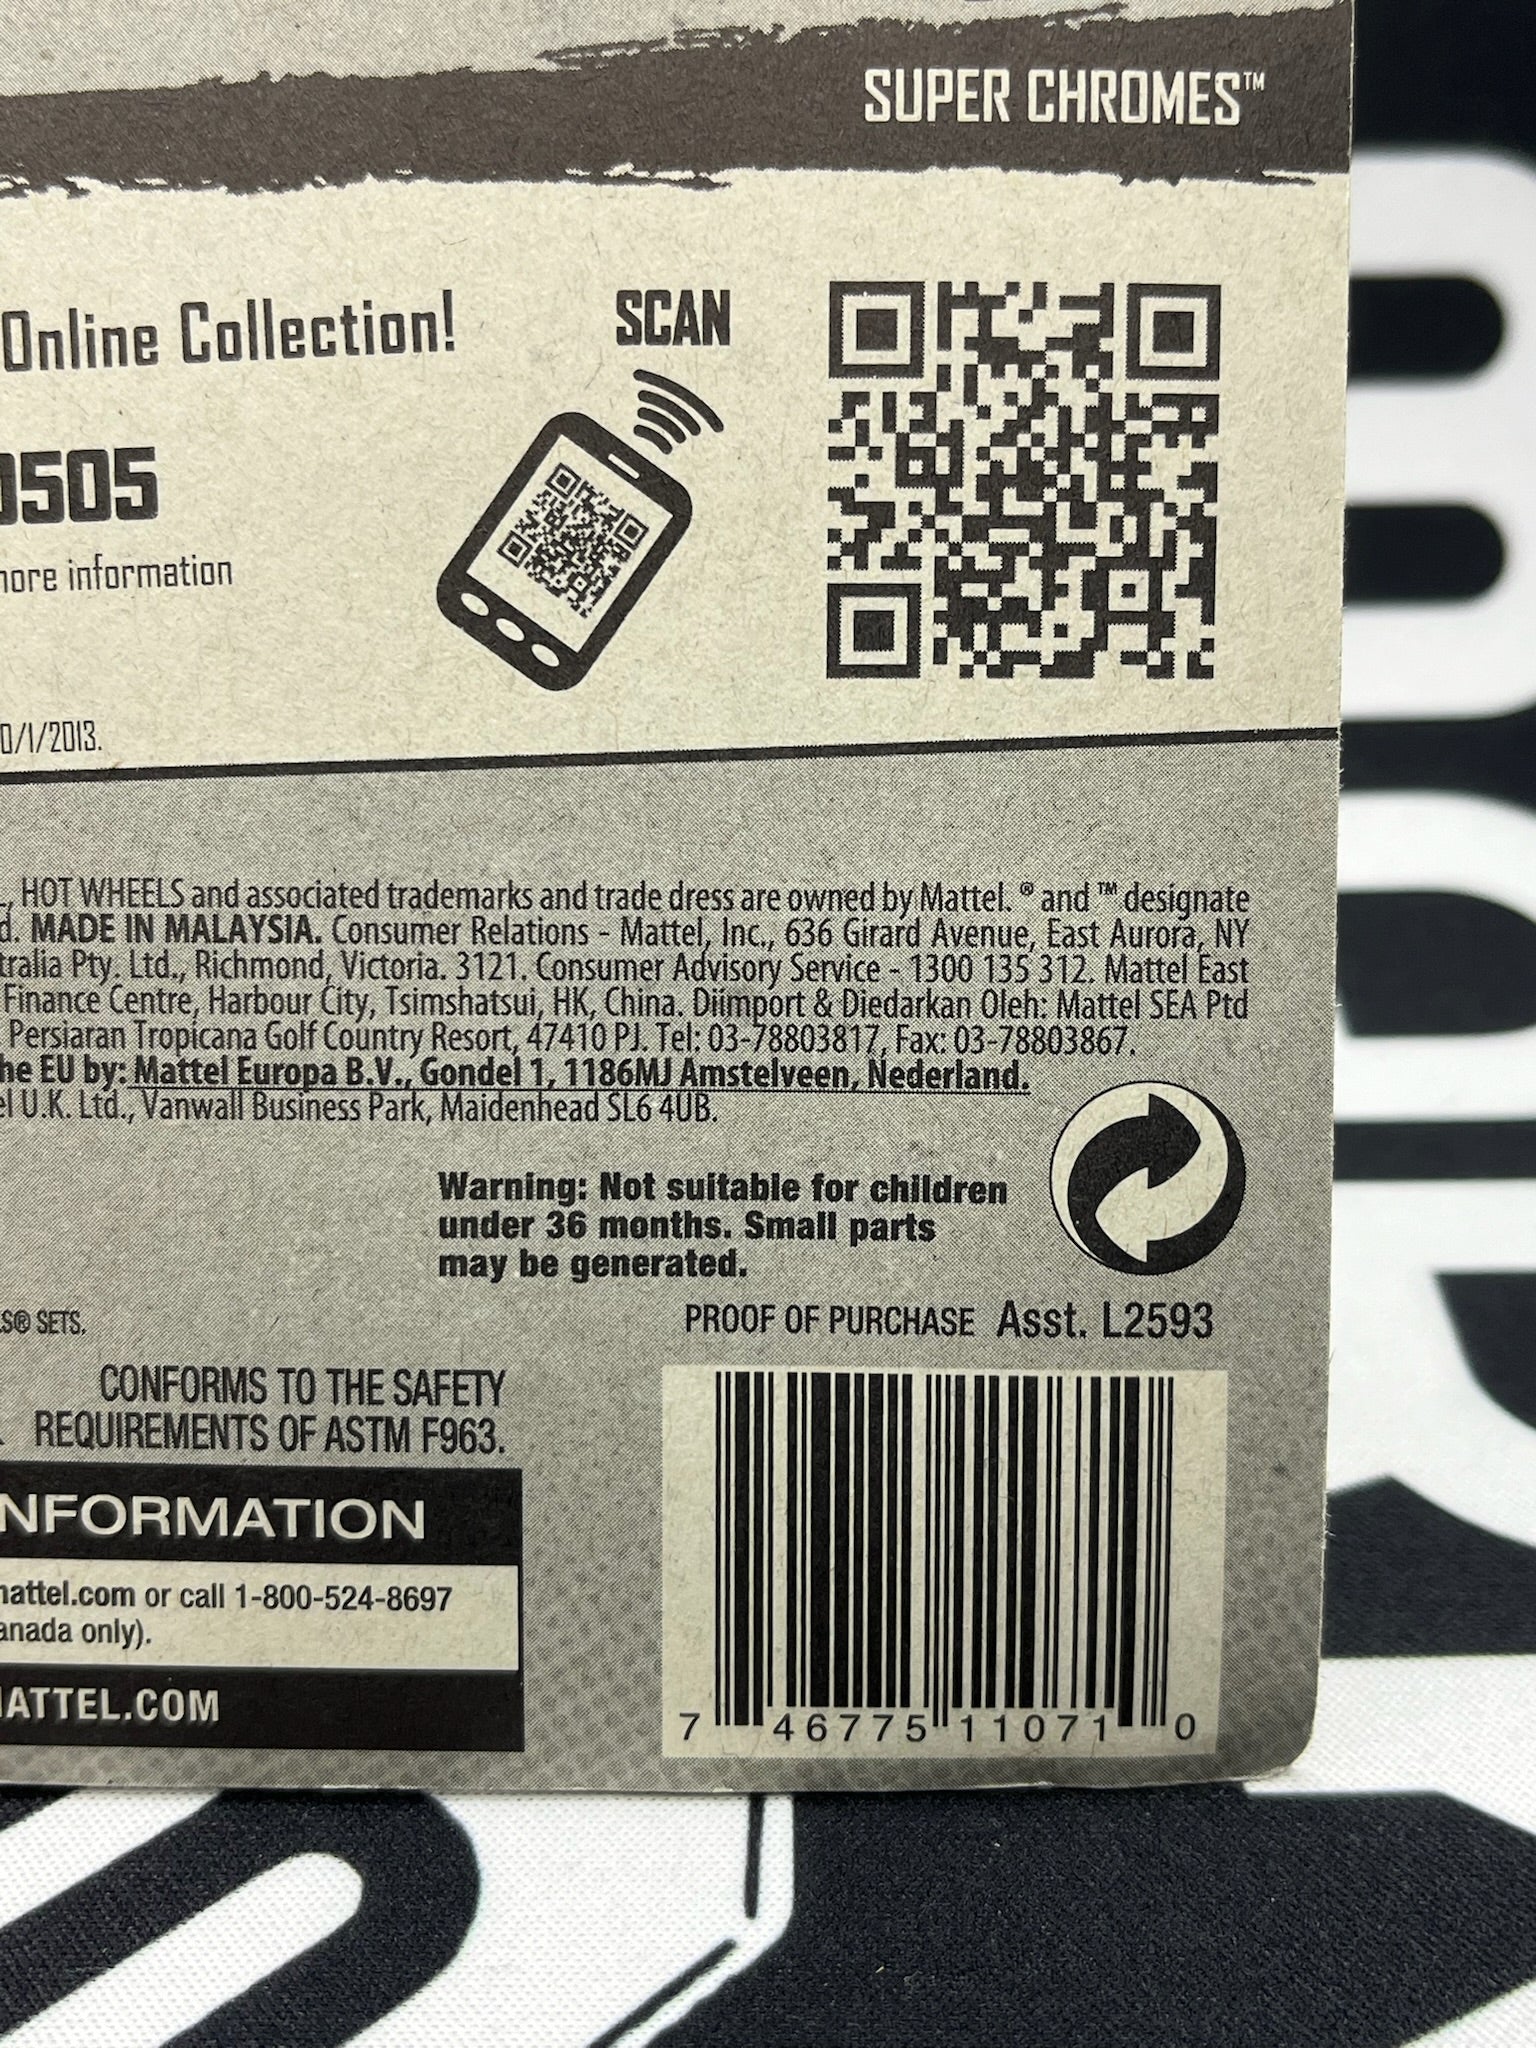 SUPER CHROMES™
Online Collection!
SCAN
0505
more information
0/1/2013.
HOT WHEELS and associated trademarks and trade dress are owned by Mattel. ® and ™ designate
d. MADE IN MALAYSIA. Consumer Relations - Mattel, Inc., 636 Girard Avenue, East Aurora, NY
tralia Pty. Ltd., Richmond, Victoria. 3121. Consumer Advisory Service - 1300 135 312. Mattel East
Finance Centre, Harbour City, Tsimshatsui, HK, China. Diimport & Diedarkan Oleh: Mattel SEA Ptd
Persiaran Tropicana Golf Country Resort, 47410 PJ. Tel: 03-78803817, Fax: 03-78803867.
he EU by: Mattel Europa B.V., Gondel 1, 1186MJ Amstelveen, Nederland.
el U.K. Ltd., Vanwall Business Park, Maidenhead SL6 4UB.
Warning: Not suitable for children
under 36 months. Small parts
may be generated.
S® SETS.
PROOF OF PURCHASE Asst. L2593
CONFORMS TO THE SAFETY
REQUIREMENTS OF ASTM F963.
NFORMATION
mattel.com or call 1-800-524-8697
anada only).
MATTEL.COM
7 46775 11071 0